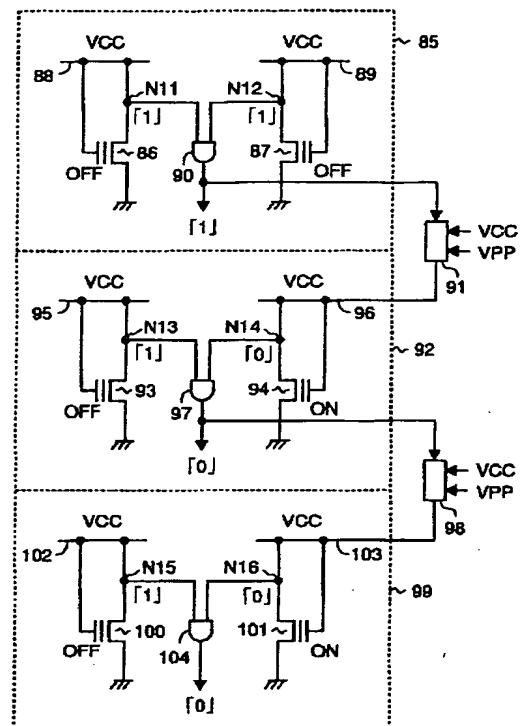 VCC VCC 85
88 89
N11 N12
「1」 「1」
86 87
OFF 90 OFF
「1」
VCC
VPP
91
VCC VCC
95 96
N13 N14 92
「1」 「0」
93 94
OFF 97 ON
「0」
VCC
VPP
98
VCC VCC
102 103
N15 N16 99
「1」 「0」
100 101
OFF 104 ON
「0」